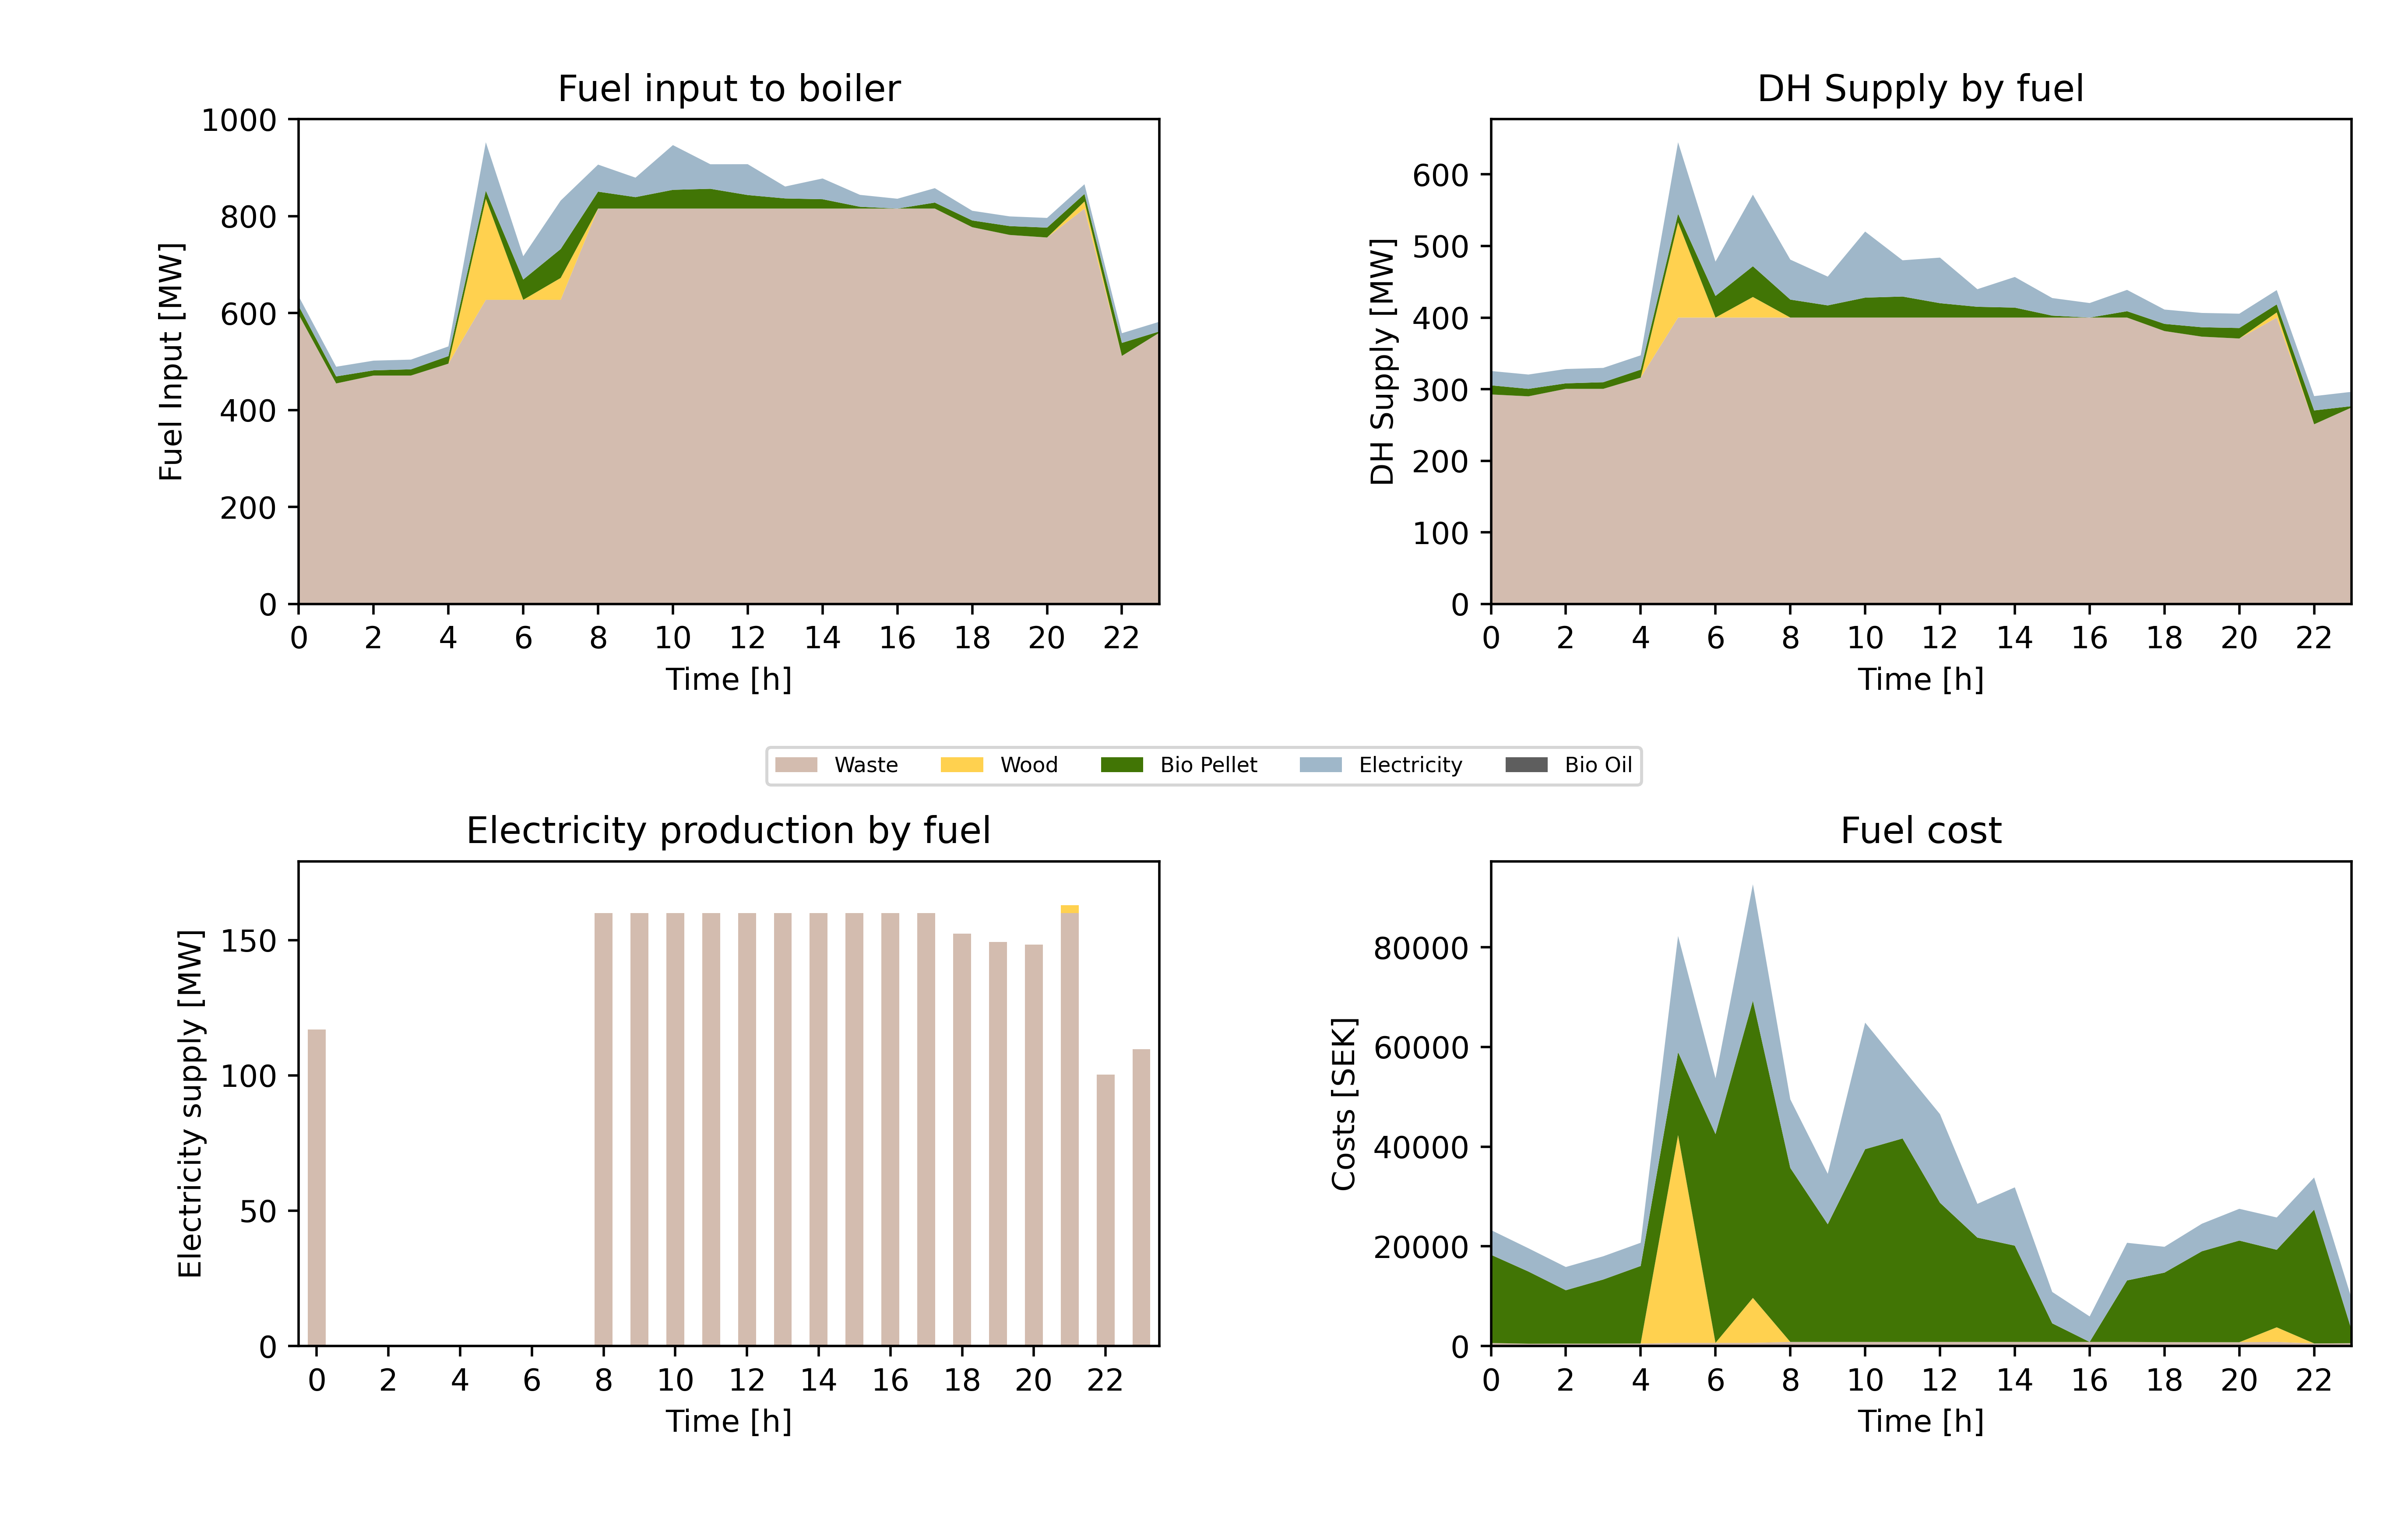 Fuel input to boiler
1000
800
600
400
200
0
Fuel Input [MW]
0 2 4 6 8 10 12 14 16 18 20 22
Time [h]
DH Supply by fuel
600
500
400
300
200
100
0
DH Supply [MW]
0 2 4 6 8 10 12 14 16 18 20 22
Time [h]
Waste Wood Bio Pellet Electricity Bio Oil
Electricity production by fuel
150
100
50
0
Electricity supply [MW]
0 2 4 6 8 10 12 14 16 18 20 22
Time [h]
Fuel cost
80000
60000
40000
20000
0
Costs [SEK]
0 2 4 6 8 10 12 14 16 18 20 22
Time [h]